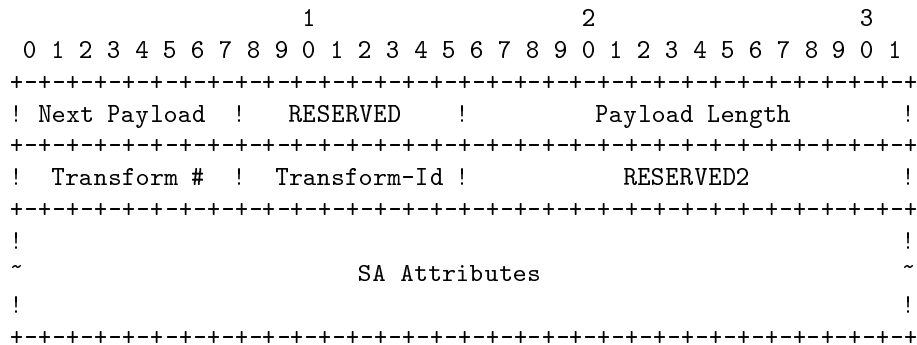 1                   2                   3
 0 1 2 3 4 5 6 7 8 9 0 1 2 3 4 5 6 7 8 9 0 1 2 3 4 5 6 7 8 9 0 1
+-+-+-+-+-+-+-+-+-+-+-+-+-+-+-+-+-+-+-+-+-+-+-+-+-+-+-+-+-+-+-+-+
! Next Payload  !   RESERVED    !         Payload Length        !
+-+-+-+-+-+-+-+-+-+-+-+-+-+-+-+-+-+-+-+-+-+-+-+-+-+-+-+-+-+-+-+-+
!  Transform #  !  Transform-Id !           RESERVED2           !
+-+-+-+-+-+-+-+-+-+-+-+-+-+-+-+-+-+-+-+-+-+-+-+-+-+-+-+-+-+-+-+-+
!                                                               !
~                        SA Attributes                          ~
!                                                               !
+-+-+-+-+-+-+-+-+-+-+-+-+-+-+-+-+-+-+-+-+-+-+-+-+-+-+-+-+-+-+-+-+